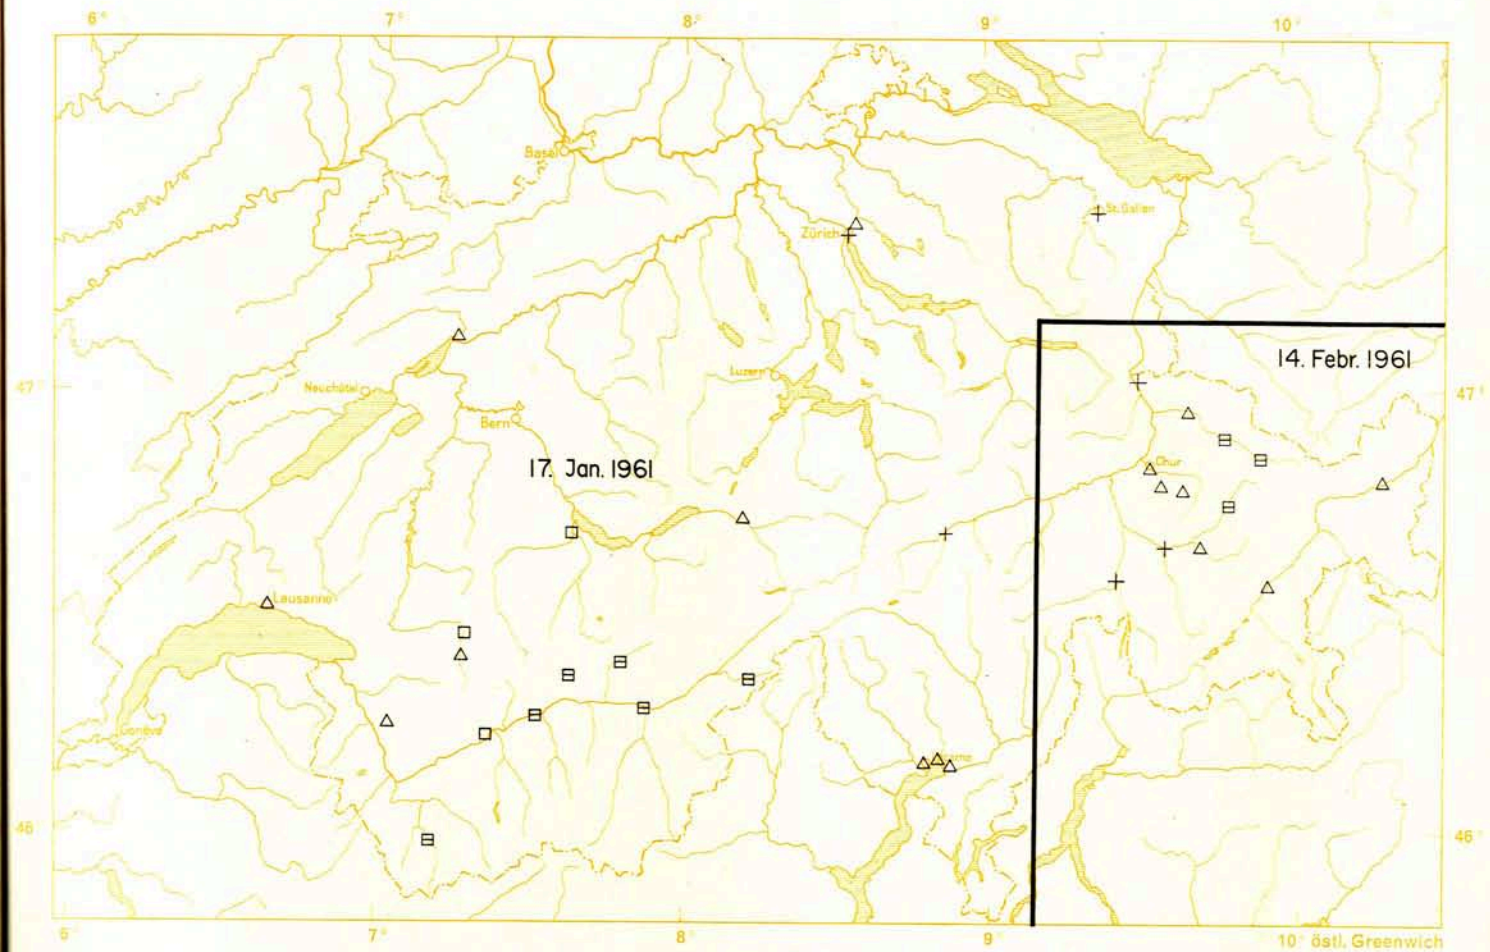 6° 7° 8° 9° 10°
Basel
St.Gallen
Zürich
14. Febr. 1961
Luzern
Neuchâtel
47° 47°
Bern
17. Jan. 1961
Chur
Lausanne
Genève
46° 46°
6° 7° 8° 9° 10° östl. Greenwich